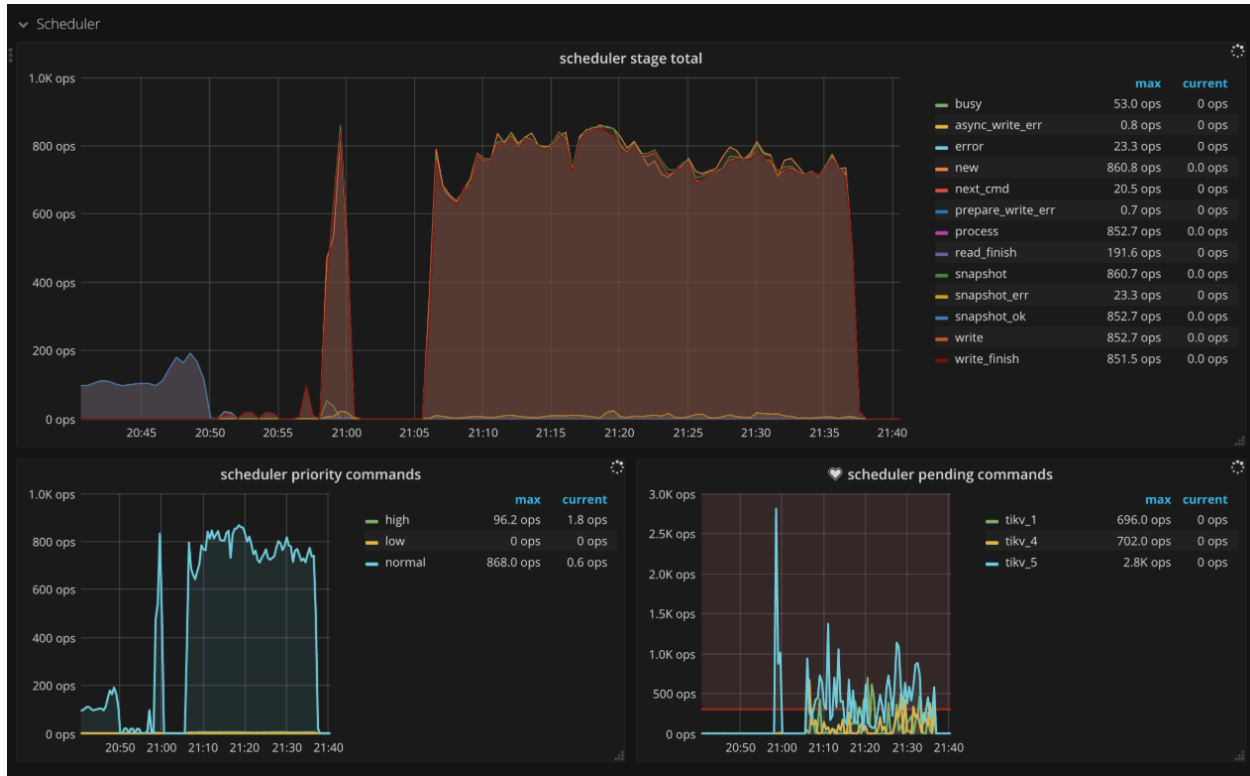 Scheduler
scheduler stage total
1.0K ops
800 ops
600 ops
400 ops
200 ops
0 ops
20:45 20:50 20:55 21:00 21:05 21:10 21:15 21:20 21:25 21:30 21:35 21:40
max current
busy 53.0 ops 0 ops
async_write_err 0.8 ops 0 ops
error 23.3 ops 0 ops
new 860.8 ops 0.0 ops
next_cmd 20.5 ops 0 ops
prepare_write_err 0.7 ops 0 ops
process 852.7 ops 0.0 ops
read_finish 191.6 ops 0 ops
snapshot 860.7 ops 0.0 ops
snapshot_err 23.3 ops 0 ops
snapshot_ok 852.7 ops 0.0 ops
write 852.7 ops 0.0 ops
write_finish 851.5 ops 0.0 ops
scheduler priority commands
1.0K ops
800 ops
600 ops
400 ops
200 ops
0 ops
20:50 21:00 21:10 21:20 21:30 21:40
max current
high 96.2 ops 1.8 ops
low 0 ops 0 ops
normal 868.0 ops 0.6 ops
scheduler pending commands
3.0K ops
2.5K ops
2.0K ops
1.5K ops
1.0K ops
500 ops
0 ops
20:50 21:00 21:10 21:20 21:30 21:40
max current
tikv_1 696.0 ops 0 ops
tikv_4 702.0 ops 0 ops
tikv_5 2.8K ops 0 ops